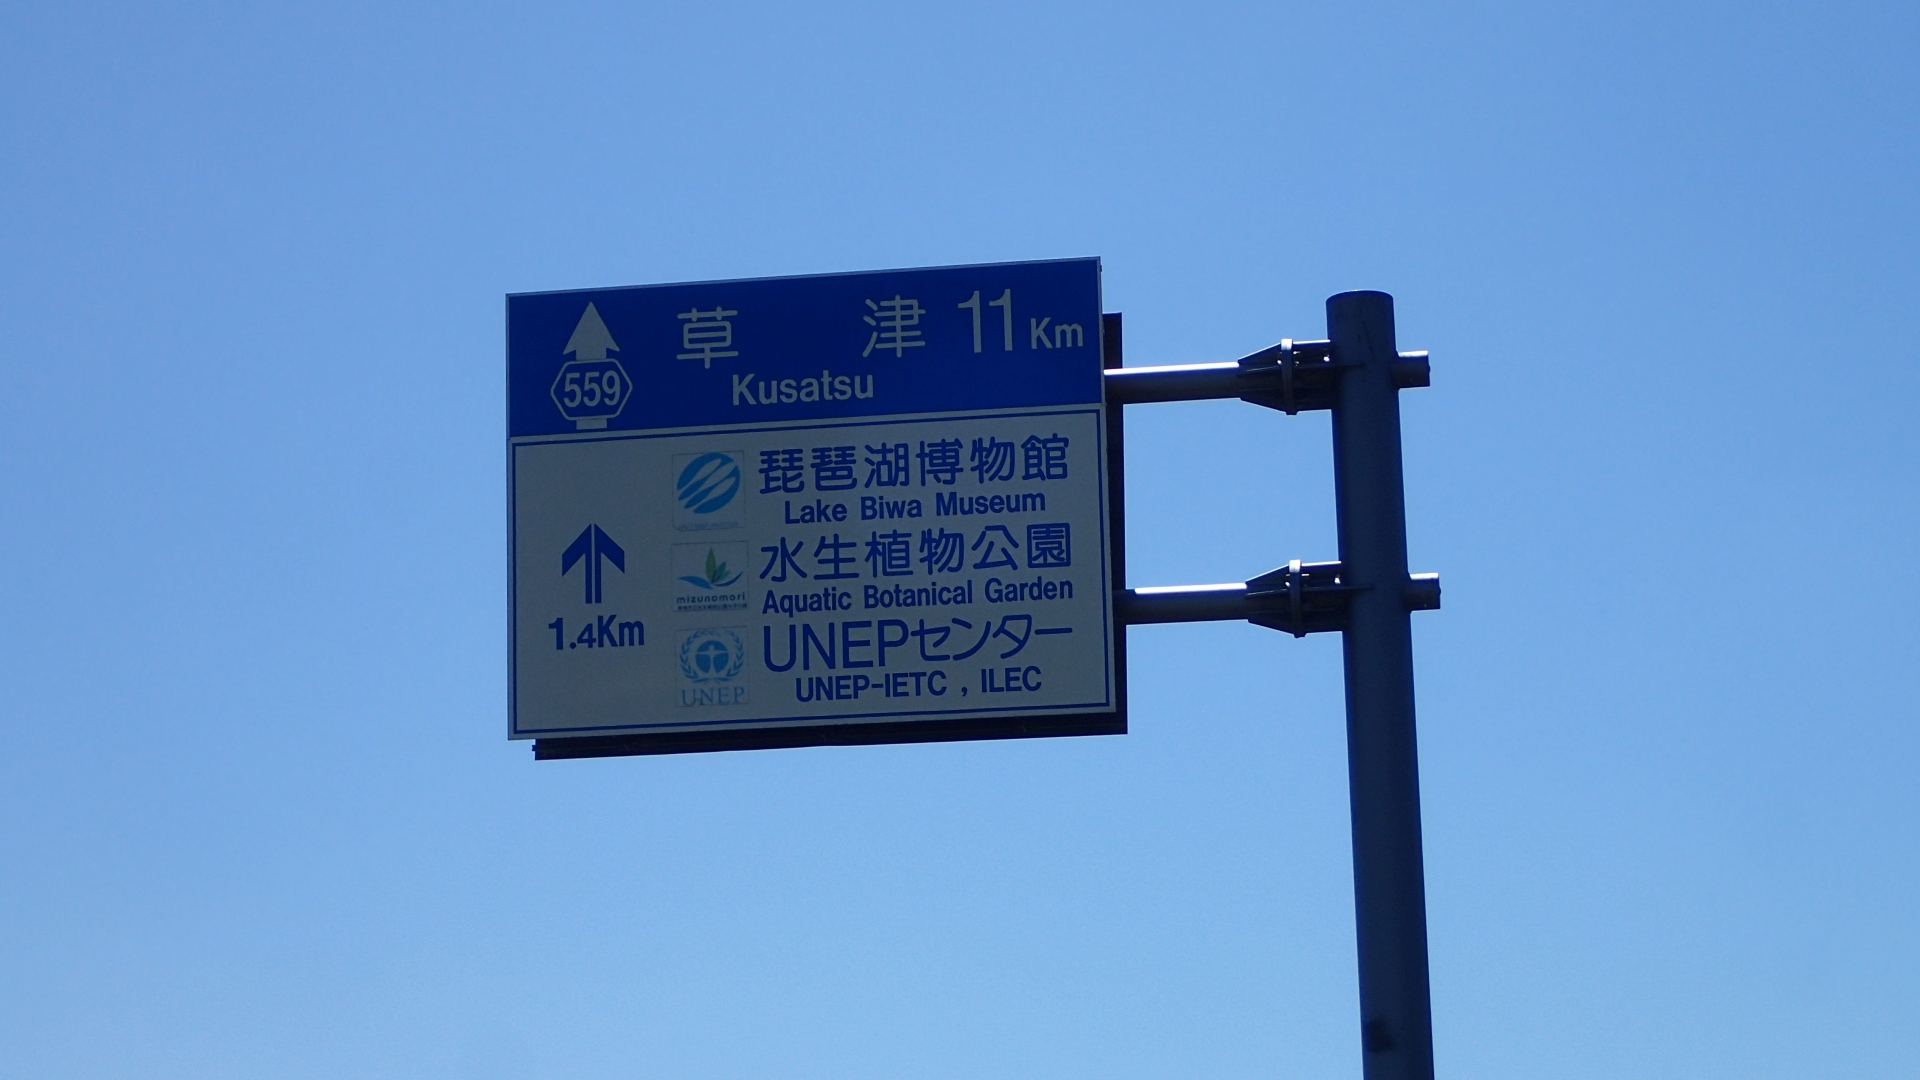 草津 11Km
Kusatsu
559
琵琶湖博物館
Lake Biwa Museum
水生植物公園
Aquatic Botanical Garden
UNEPセンター
UNEP-IETC , ILEC
1.4Km
mizunomori
UNEP